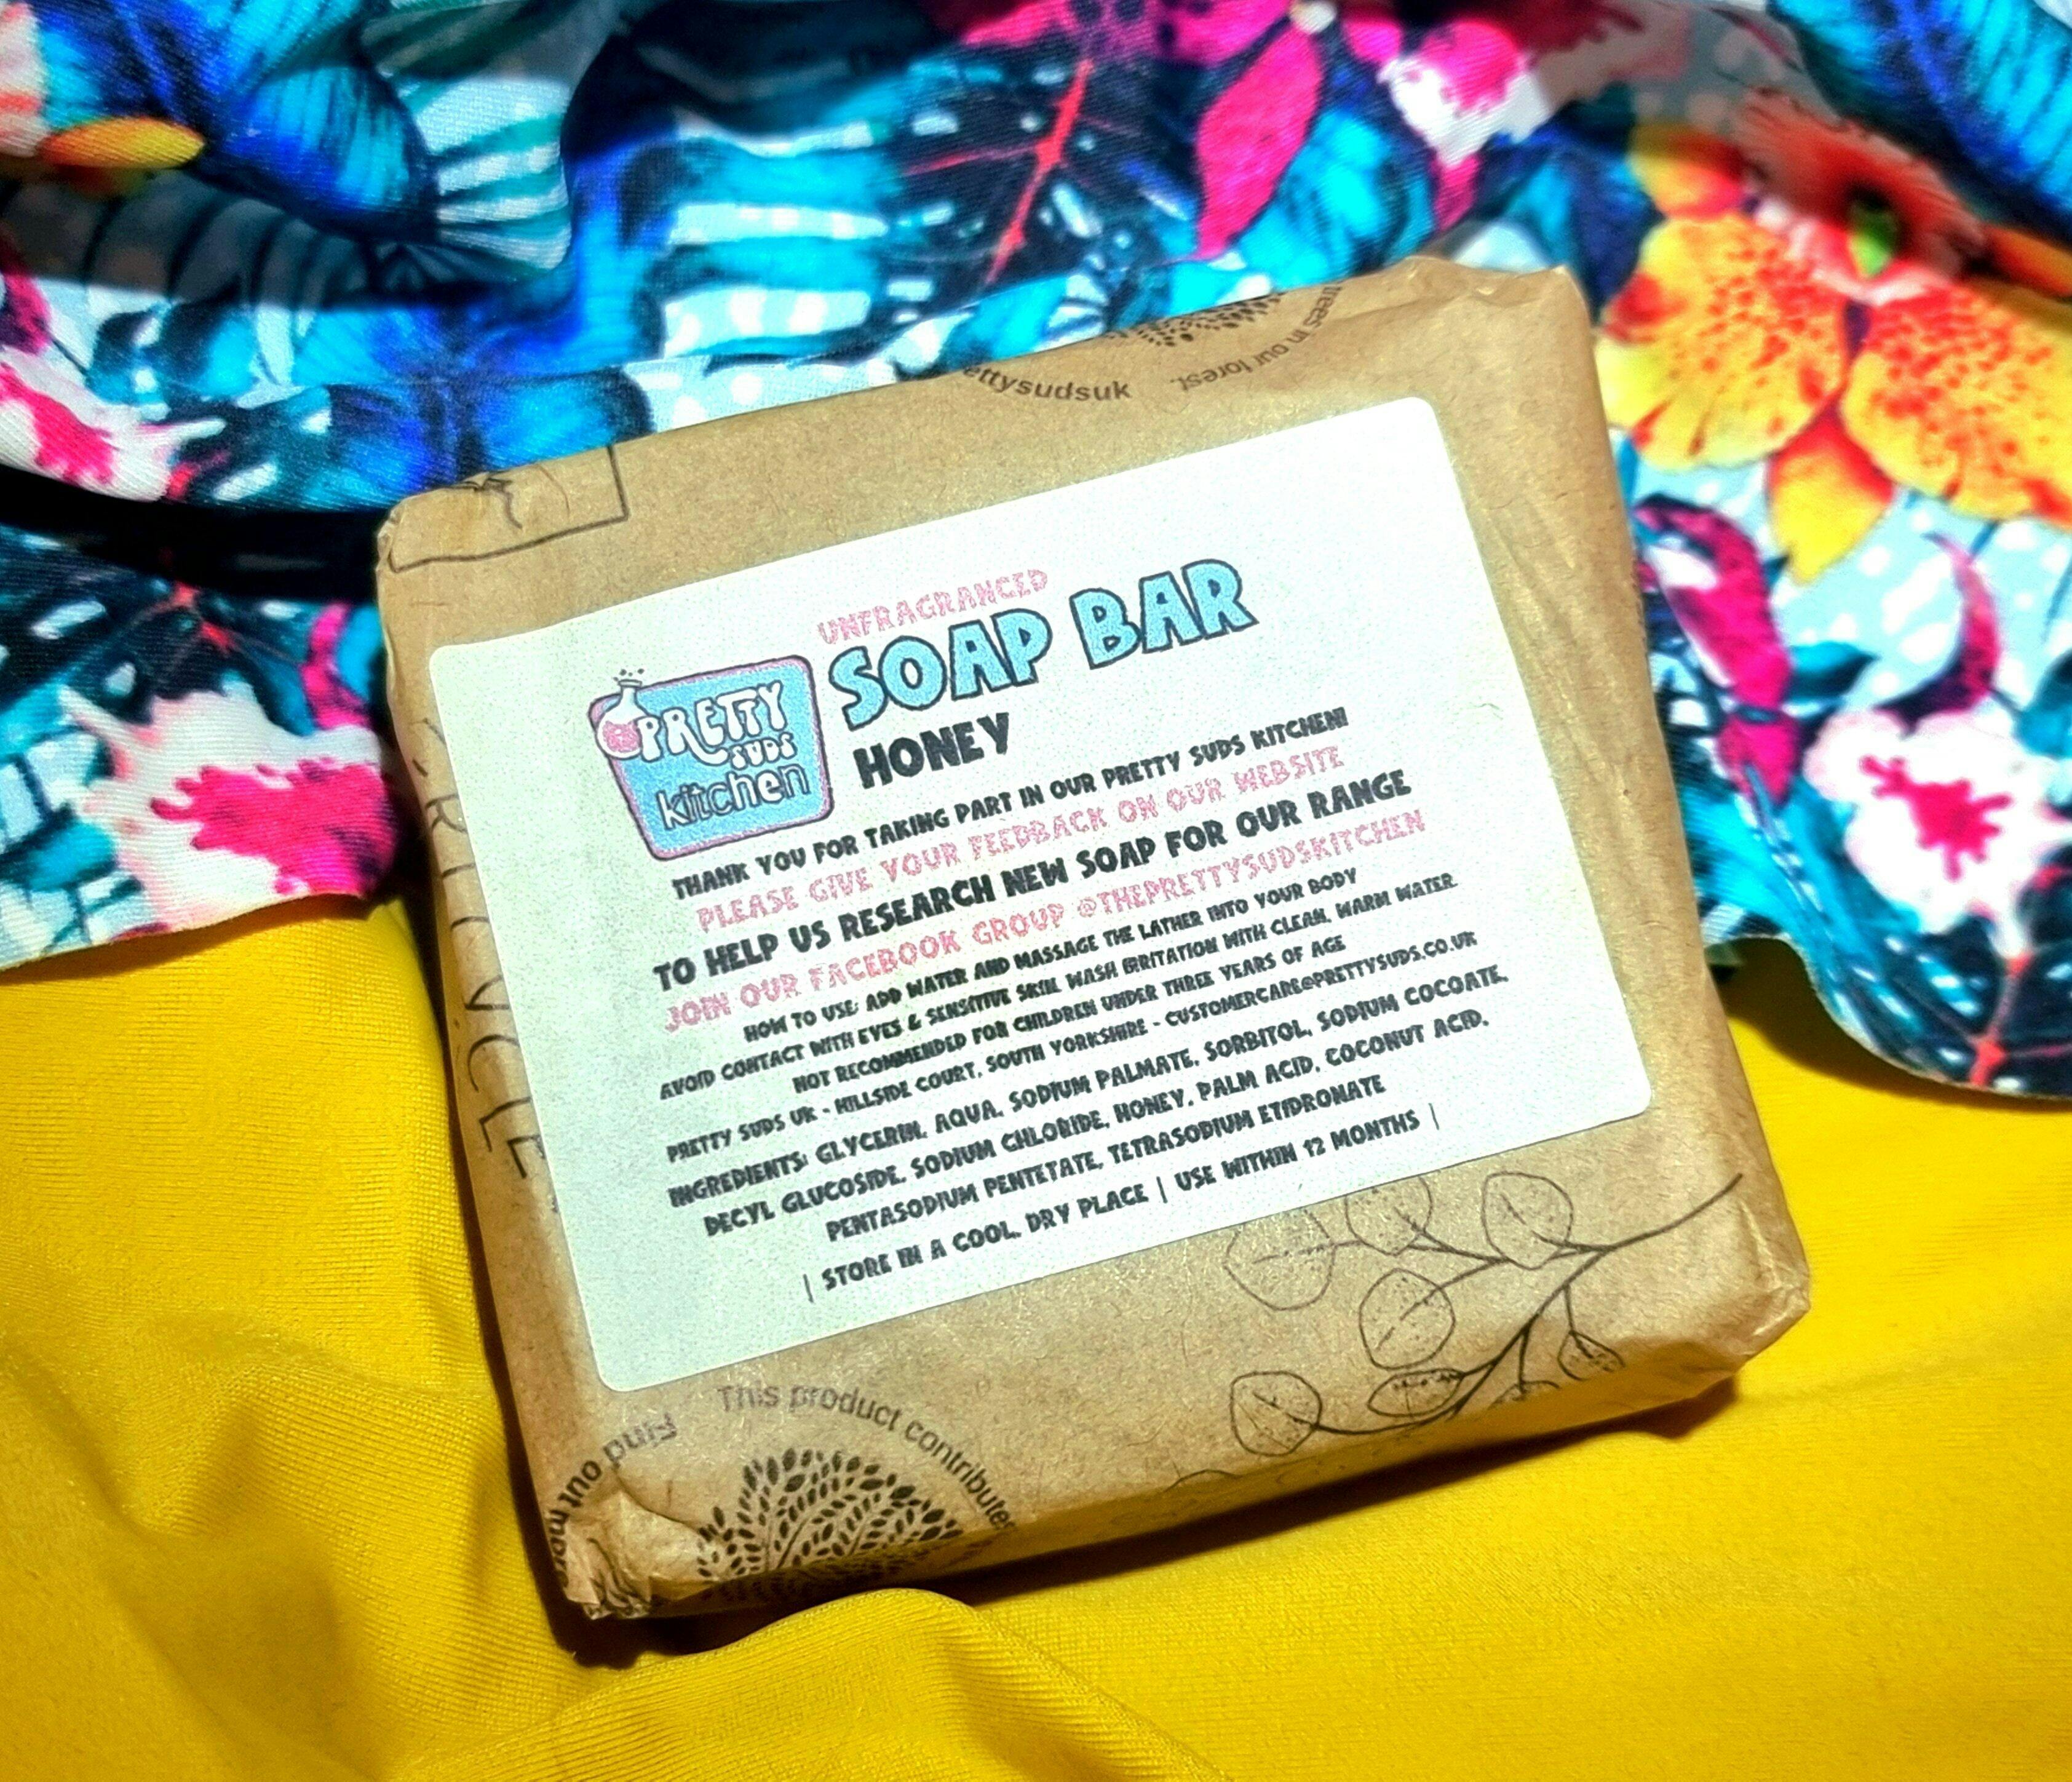 ettysudsuk
trees in our forest.
UNFRAGRANCED
SOAP BAR
HONEY
PRETTY
SUDS
kitchen
THANK YOU FOR TAKING PART IN OUR PRETTY SUDS KITCHEN!
PLEASE GIVE YOUR FEEDBACK ON OUR WEBSITE
TO HELP US RESEARCH NEW SOAP FOR OUR RANGE
JOIN OUR FACEBOOK GROUP @THEPRETTYSUDSKITCHEN
HOW TO USE: ADD WATER AND MASSAGE THE LATHER INTO YOUR BODY
AVOID CONTACT WITH EYES & SENSITIVE SKIN. WASH IRRITATION WITH CLEAN, WARM WATER
NOT RECOMMENDED FOR CHILDREN UNDER THREE YEARS OF AGE
PRETTY SUDS UK - HILLSIDE COURT, SOUTH YORKSHIRE - CUSTOMERCARE@PRETTYSUDS.CO.UK
INGREDIENTS: GLYCERIN, AQUA, SODIUM PALMATE, SORBITOL, SODIUM COCOATE,
DECYL GLUCOSIDE, SODIUM CHLORIDE, HONEY, PALM ACID, COCONUT ACID,
PENTASODIUM PENTETATE, TETRASODIUM ETIDRONATE
| STORE IN A COOL, DRY PLACE | USE WITHIN 12 MONTHS |
This product contributes
Find out more